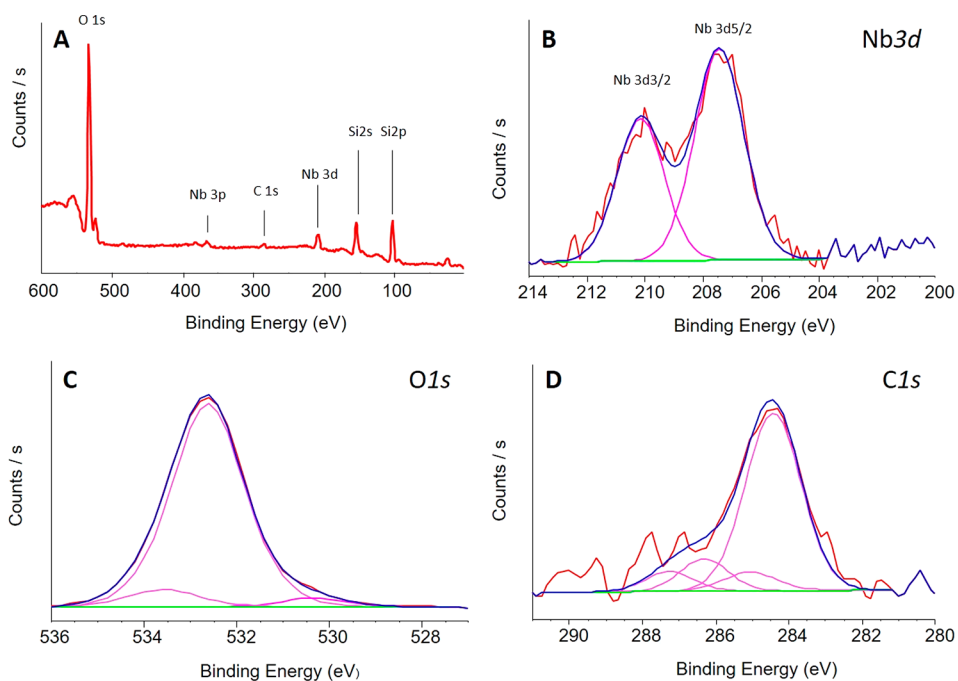 A
O 1s
Nb 3p
C 1s
Nb 3d
Si2s
Si2p
Counts / s
600 500 400 300 200 100
Binding Energy (eV)
B
Nb3d
Nb 3d5/2
Nb 3d3/2
Counts / s
214 212 210 208 206 204 202 200
Binding Energy (eV)
C
O1s
Counts / s
536 534 532 530 528
Binding Energy (eV)
D
C1s
Counts / s
290 288 286 284 282 280
Binding Energy (eV)